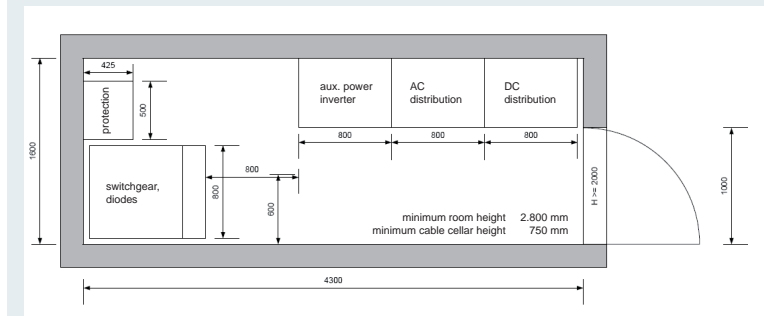 425
protection
500
aux. power
inverter
AC
distribution
DC
distribution
800
800
800
1600
switchgear,
diodes
800
800
600
H >= 2000
1000
minimum room height 2.800 mm
minimum cable cellar height 750 mm
4300